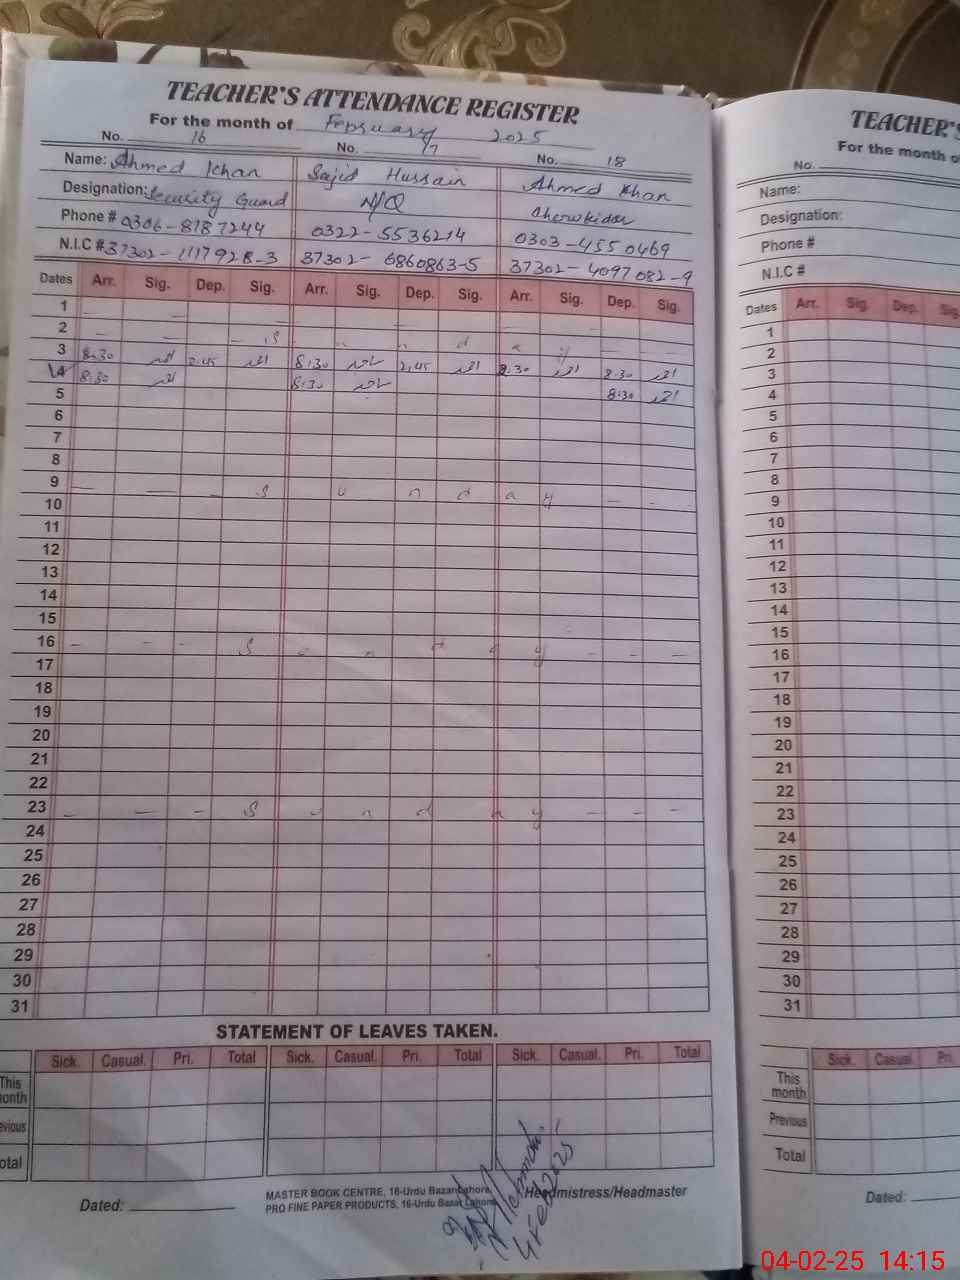 TEACHER'S ATTENDANCE REGISTER
For the month of February 2025
No. 16 No. 17 No. 18
Name: Ahmed Khan Sajid Hussain Ahmed Khan
Designation: Security Guard N/Q Chowkidar
Phone # 0306-8187244 0322-5536214 0303-4550469
N.I.C # 37302-1117928-3 37302-6860863-5 37302-4097082-9
Dates Arr. Sig. Dep. Sig. Arr. Sig. Dep. Sig. Arr. Sig. Dep. Sig.
1
2 S u n d a y
3 8:30 2:45 8:30 2:45 8:30 8:30
4 8:30 8:30 8:30
5
6
7
8
9 S u n d a y
10
11
12
13
14
15
16 S u n d a y
17
18
19
20
21
22
23 S u n d a y
24
25
26
27
28
29
30
31
STATEMENT OF LEAVES TAKEN.
Sick. Casual. Pri. Total Sick. Casual. Pri. Total Sick. Casual. Pri. Total
This
month
Previous
Total
Dated:
MASTER BOOK CENTRE, 16-Urdu Bazar Lahore.
PRO FINE PAPER PRODUCTS, 16-Urdu Bazar Lahore
Headmistress/Headmaster
4 Feb 2025
TEACHER'S
For the month of
No.
Name:
Designation:
Phone #
N.I.C #
Dates Arr. Sig. Dep. Sig.
1
2
3
4
5
6
7
8
9
10
11
12
13
14
15
16
17
18
19
20
21
22
23
24
25
26
27
28
29
30
31
Sick. Casual. Pri.
This
month
Previous
Total
Dated:
04-02-25 14:15